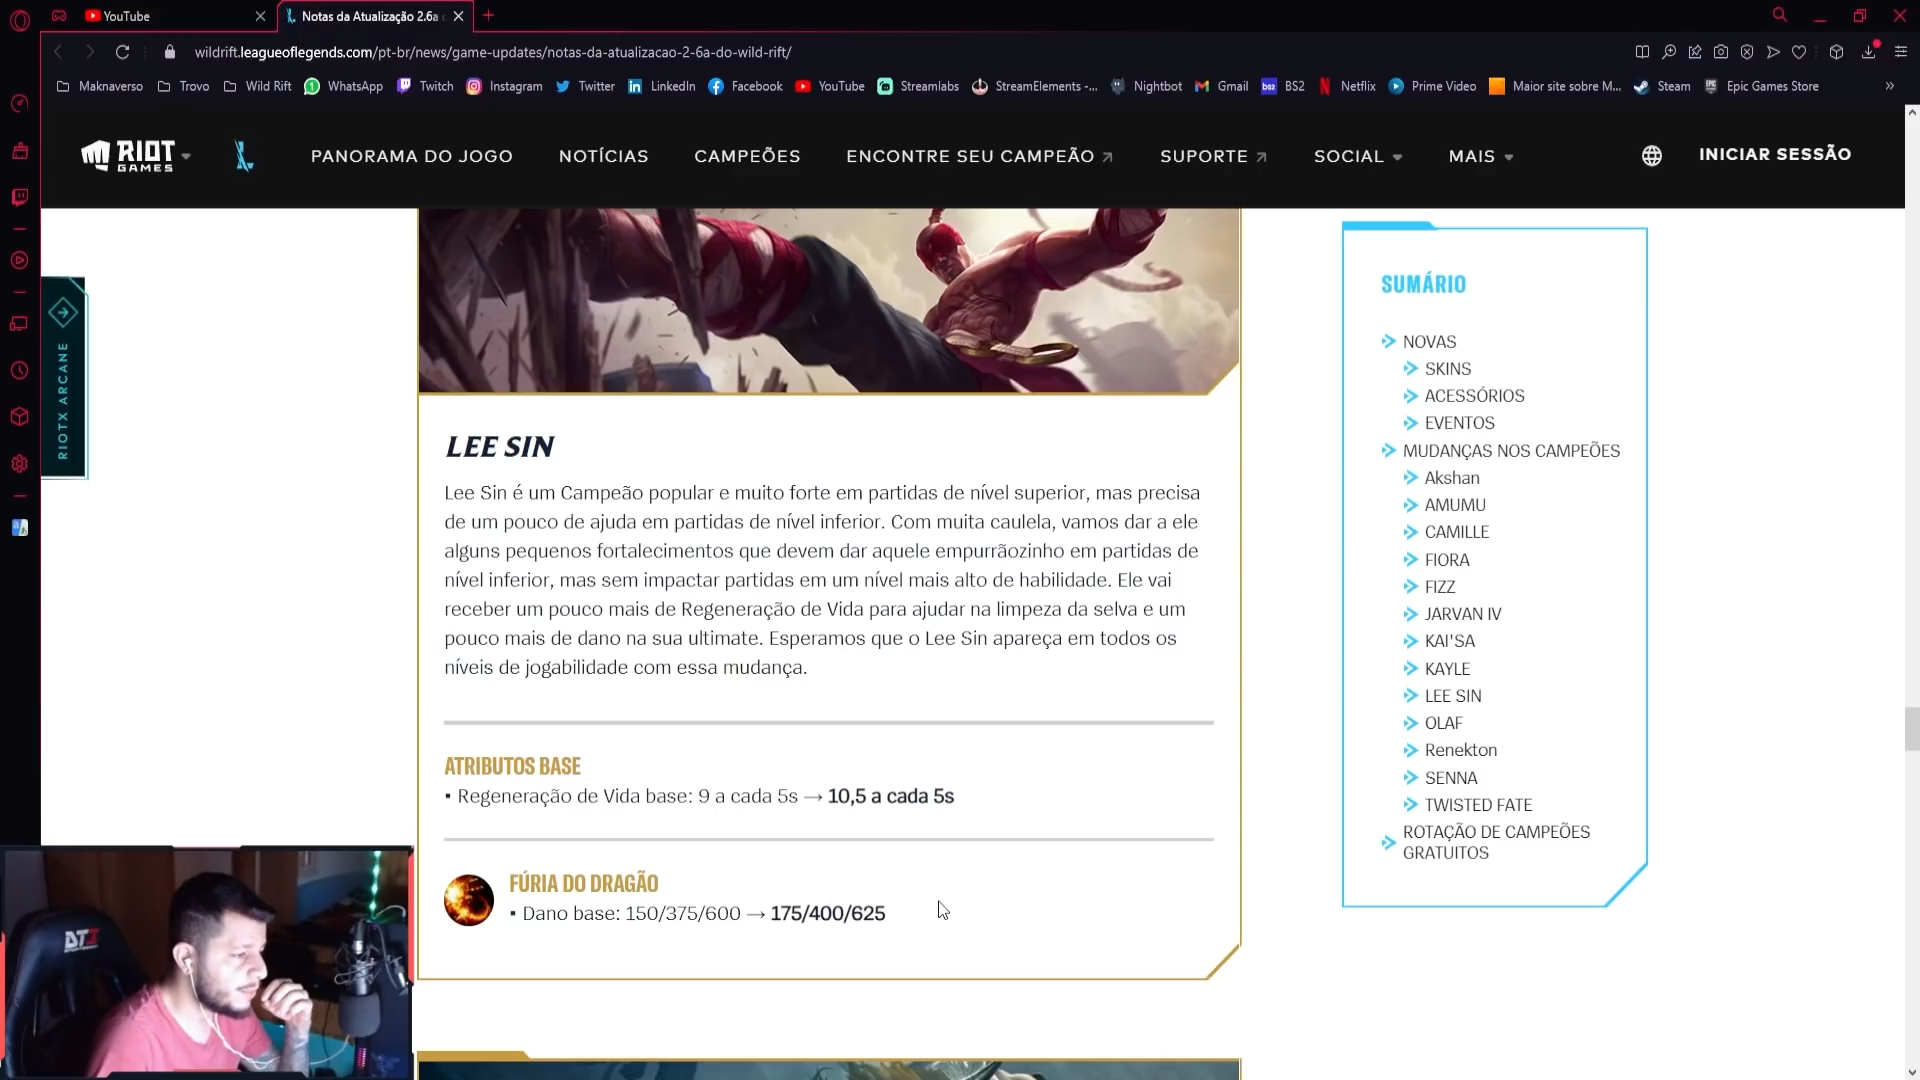 YouTube
Notas da Atualização 2.6a
wildrift.leagueoflegends.com/pt-br/news/game-updates/notas-da-atualizacao-2-6a-do-wild-rift/
Maknaverso Trovo Wild Rift WhatsApp Twitch Instagram Twitter LinkedIn Facebook YouTube Streamlabs StreamElements -... Nightbot Gmail BS2 Netflix Prime Video Maior site sobre M... Steam Epic Games Store
RIOT GAMES PANORAMA DO JOGO NOTÍCIAS CAMPEÕES ENCONTRE SEU CAMPEÃO SUPORTE SOCIAL MAIS INICIAR SESSÃO
RIOTX ARCANE
LEE SIN
Lee Sin é um Campeão popular e muito forte em partidas de nível superior, mas precisa
de um pouco de ajuda em partidas de nível inferior. Com muita caulela, vamos dar a ele
alguns pequenos fortalecimentos que devem dar aquele empurrãozinho em partidas de
nível inferior, mas sem impactar partidas em um nível mais alto de habilidade. Ele vai
receber um pouco mais de Regeneração de Vida para ajudar na limpeza da selva e um
pouco mais de dano na sua ultimate. Esperamos que o Lee Sin apareça em todos os
níveis de jogabilidade com essa mudança.
ATRIBUTOS BASE
▪ Regeneração de Vida base: 9 a cada 5s → 10,5 a cada 5s
FÚRIA DO DRAGÃO
▪ Dano base: 150/375/600 → 175/400/625
SUMÁRIO
NOVAS
SKINS
ACESSÓRIOS
EVENTOS
MUDANÇAS NOS CAMPEÕES
Akshan
AMUMU
CAMILLE
FIORA
FIZZ
JARVAN IV
KAI'SA
KAYLE
LEE SIN
OLAF
Renekton
SENNA
TWISTED FATE
ROTAÇÃO DE CAMPEÕES
GRATUITOS
DT3